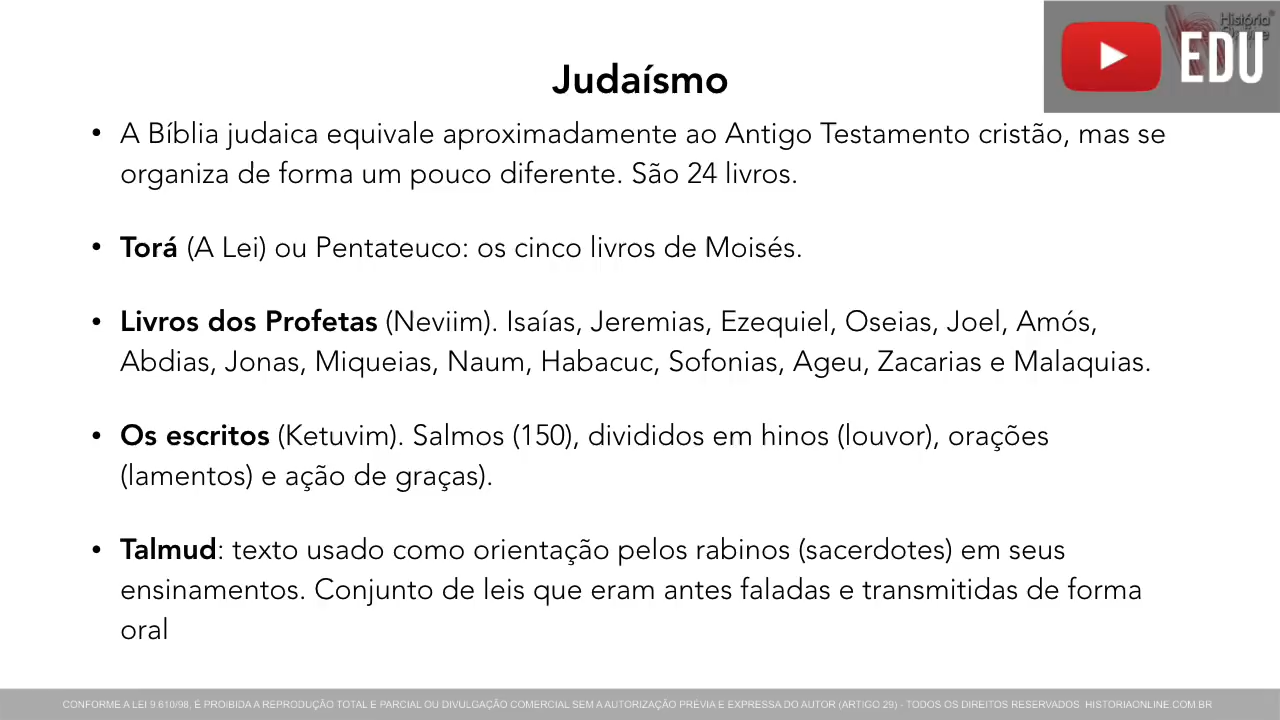 História
Online
EDU
Judaísmo
• A Bíblia judaica equivale aproximadamente ao Antigo Testamento cristão, mas se
organiza de forma um pouco diferente. São 24 livros.
• Torá (A Lei) ou Pentateuco: os cinco livros de Moisés.
• Livros dos Profetas (Neviim). Isaías, Jeremias, Ezequiel, Oseias, Joel, Amós,
Abdias, Jonas, Miqueias, Naum, Habacuc, Sofonias, Ageu, Zacarias e Malaquias.
• Os escritos (Ketuvim). Salmos (150), divididos em hinos (louvor), orações
(lamentos) e ação de graças).
• Talmud: texto usado como orientação pelos rabinos (sacerdotes) em seus
ensinamentos. Conjunto de leis que eram antes faladas e transmitidas de forma
oral
CONFORME A LEI 9.610/98, É PROIBIDA A REPRODUÇÃO TOTAL E PARCIAL OU DIVULGAÇÃO COMERCIAL SEM A AUTORIZAÇÃO PRÉVIA E EXPRESSA DO AUTOR (ARTIGO 29) - TODOS OS DIREITOS RESERVADOS. HISTORIAONLINE.COM.BR